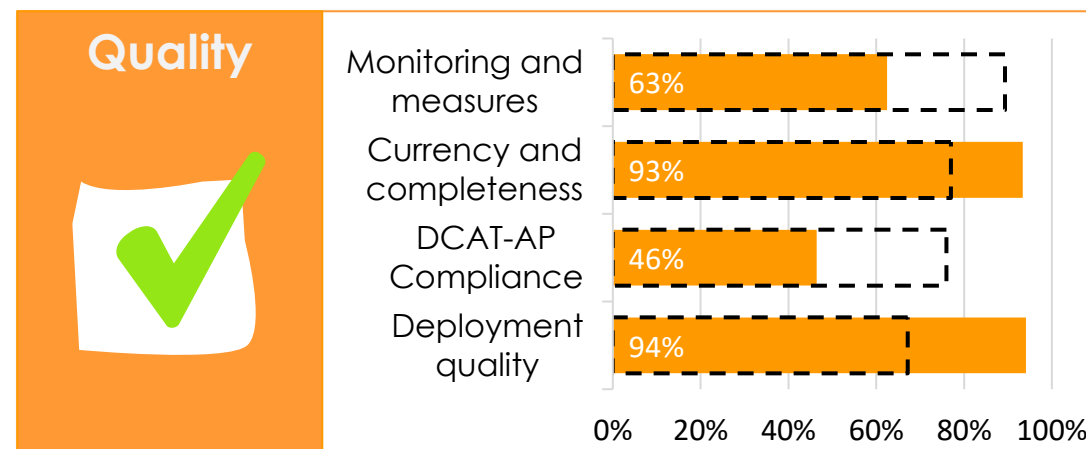 Quality
Monitoring and
measures
63%
Currency and
completeness
93%
DCAT-AP
Compliance
46%
Deployment
quality
94%
0% 20% 40% 60% 80% 100%